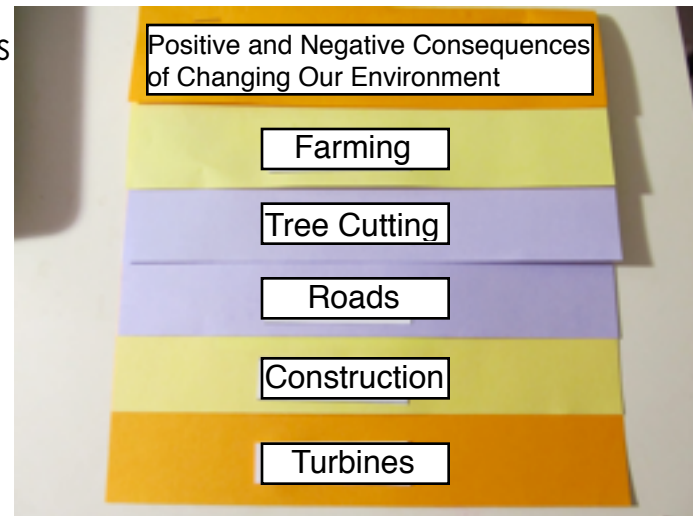 s
Positive and Negative Consequences
of Changing Our Environment
Farming
Tree Cutting
Roads
Construction
Turbines